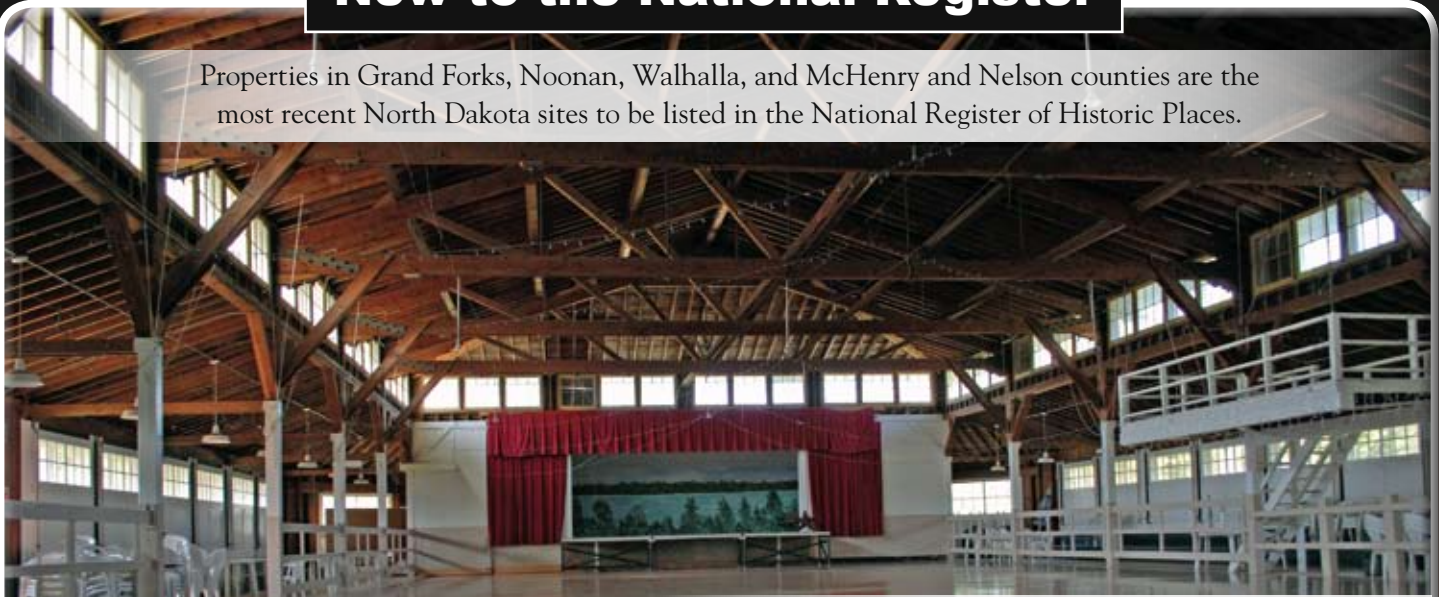 New to the National Register
Properties in Grand Forks, Noonan, Walhalla, and McHenry and Nelson counties are the
most recent North Dakota sites to be listed in the National Register of Historic Places.